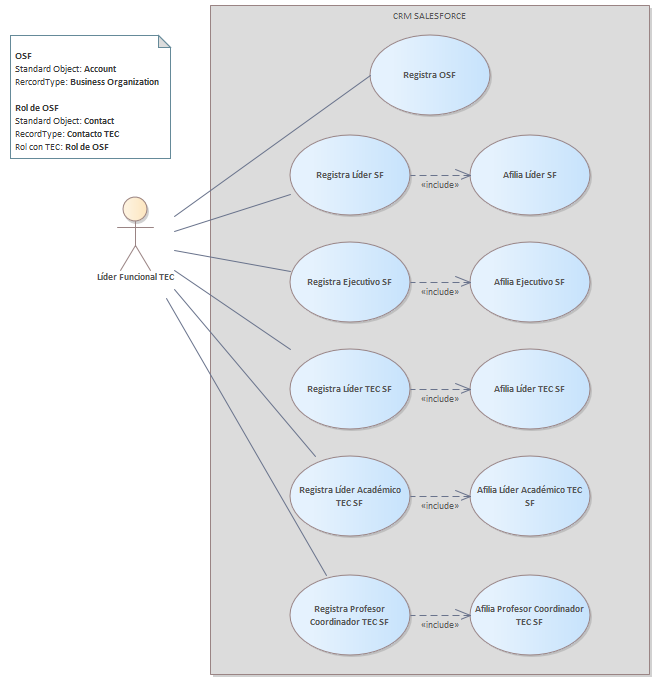 CRM SALESFORCE
OSF
Standard Object: Account
RercordType: Business Organization
Rol de OSF
Standard Object: Contact
RecordType: Contacto TEC
Rol con TEC: Rol de OSF
Líder Funcional TEC
Registra OSF
Registra Líder SF
«include»
Afilia Líder SF
Registra Ejecutivo SF
«include»
Afilia Ejecutivo SF
Registra Líder TEC SF
«include»
Afilia Líder TEC SF
Registra Líder Académico
TEC SF
«include»
Afilia Líder Académico TEC
SF
Registra Profesor
Coordinador TEC SF
«include»
Afilia Profesor Coordinador
TEC SF